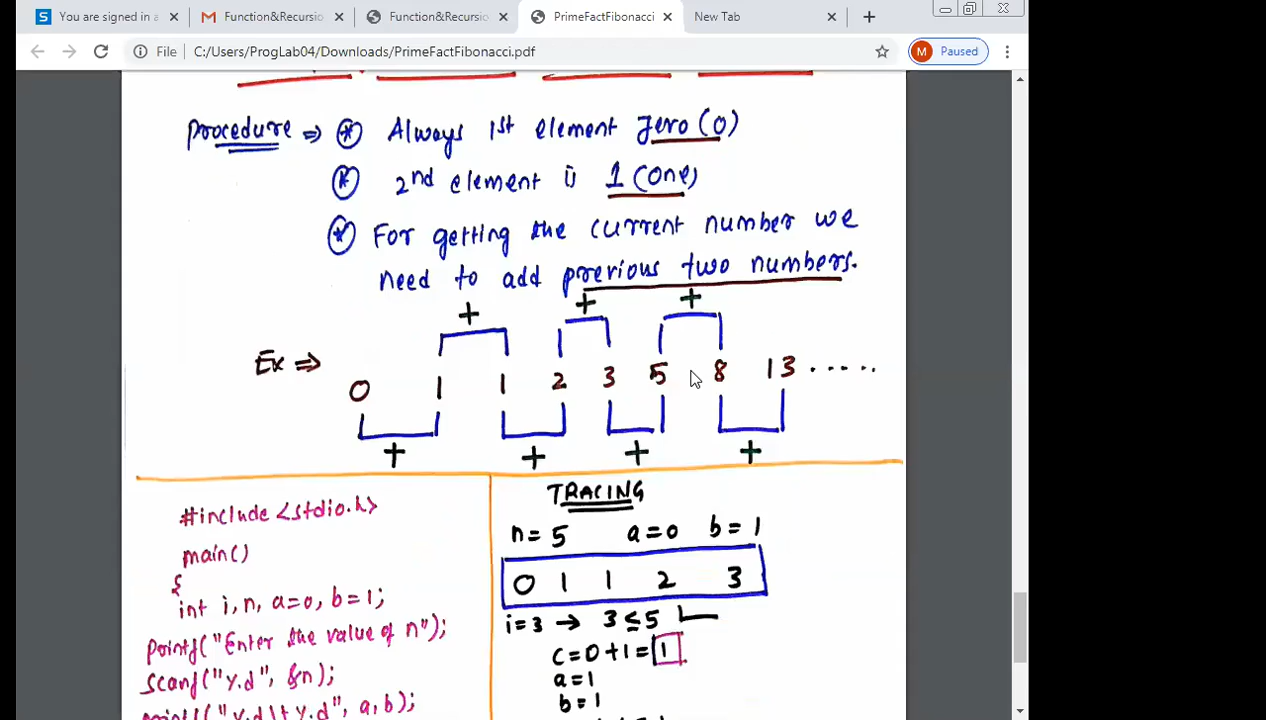 You are signed in a
Function&Recursio
Function&Recursio
PrimeFactFibonacci
New Tab
File C:/Users/ProgLab04/Downloads/PrimeFactFibonacci.pdf
M Paused
Procedure ⇒ * Always 1st element zero (0)
* 2nd element is 1 (one)
* For getting the current number we
need to add previous two numbers.
+ + +
Ex ⇒ 0 1 1 2 3 5 8 13 ......
+ + + +
#include <stdio.h>
main()
{
int i, n, a=0, b=1;
printf("Enter the value of n");
scanf("%d", &n);
printf("%d\t%d", a, b);
TRACING
n=5 a=0 b=1
0 1 1 2 3
i=3 → 3≤5
c=0+1=1
a=1
b=1